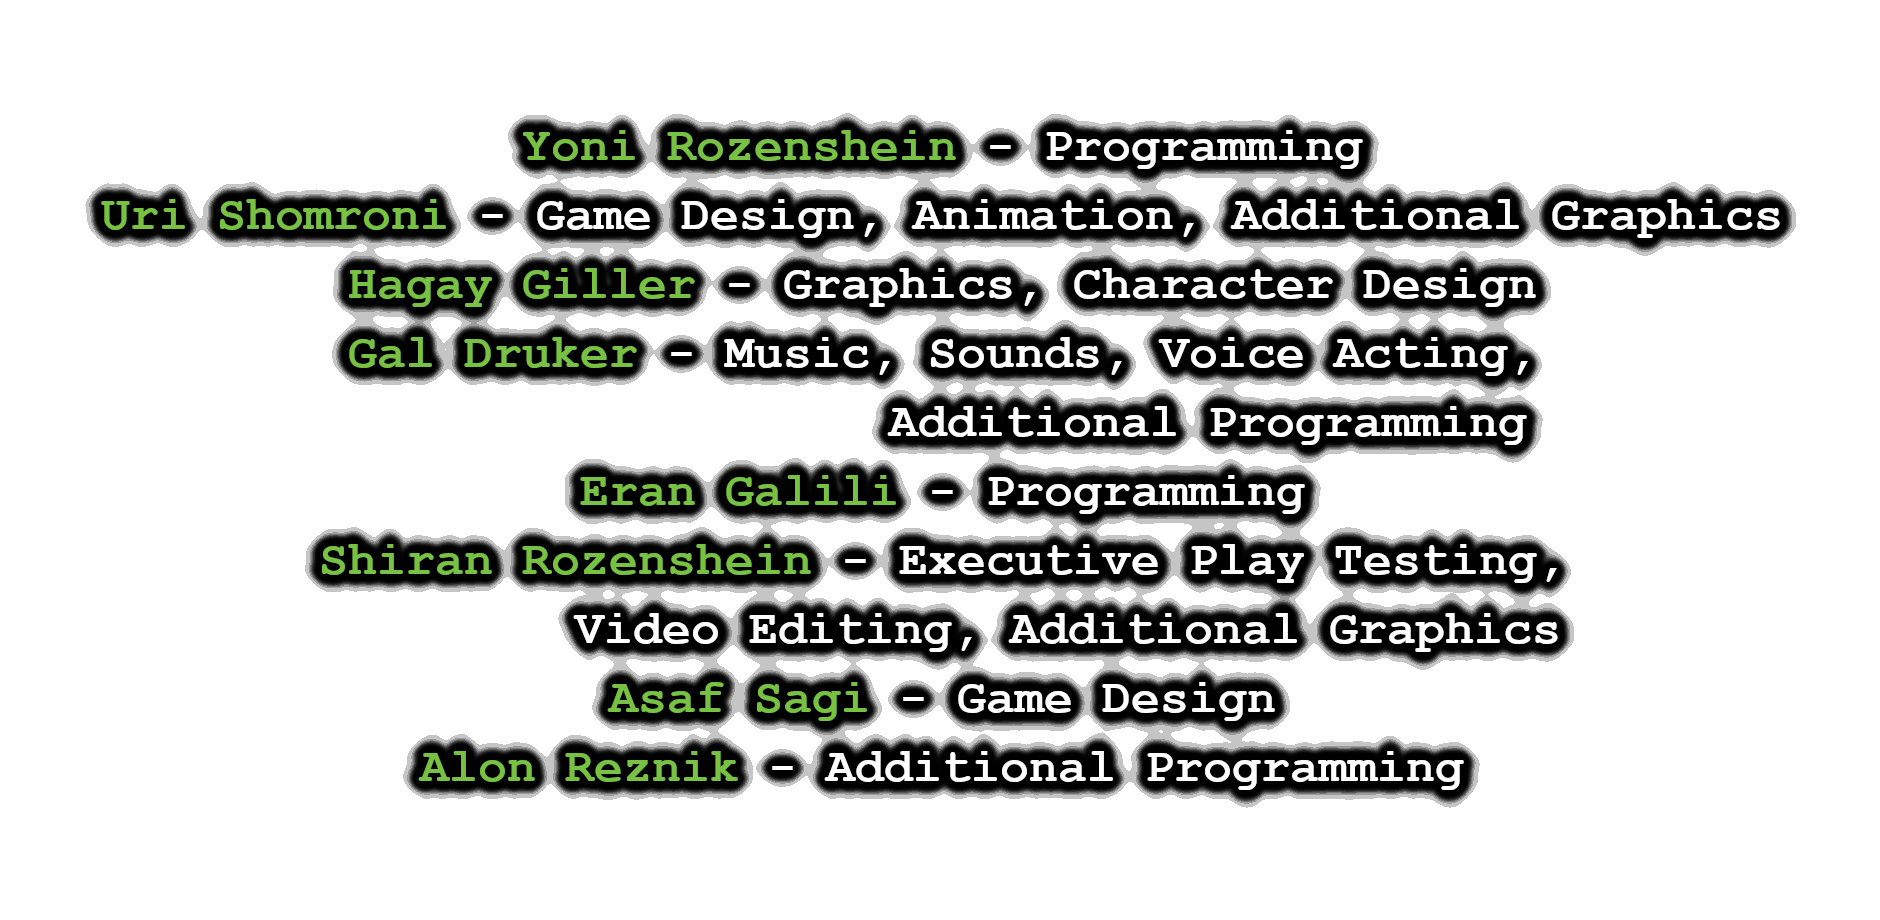 Yoni Rozenshein - Programming
Uri Shomroni - Game Design, Animation, Additional Graphics
Hagay Giller - Graphics, Character Design
Gal Druker - Music, Sounds, Voice Acting,
Additional Programming
Eran Galili - Programming
Shiran Rozenshein - Executive Play Testing,
Video Editing, Additional Graphics
Asaf Sagi - Game Design
Alon Reznik - Additional Programming